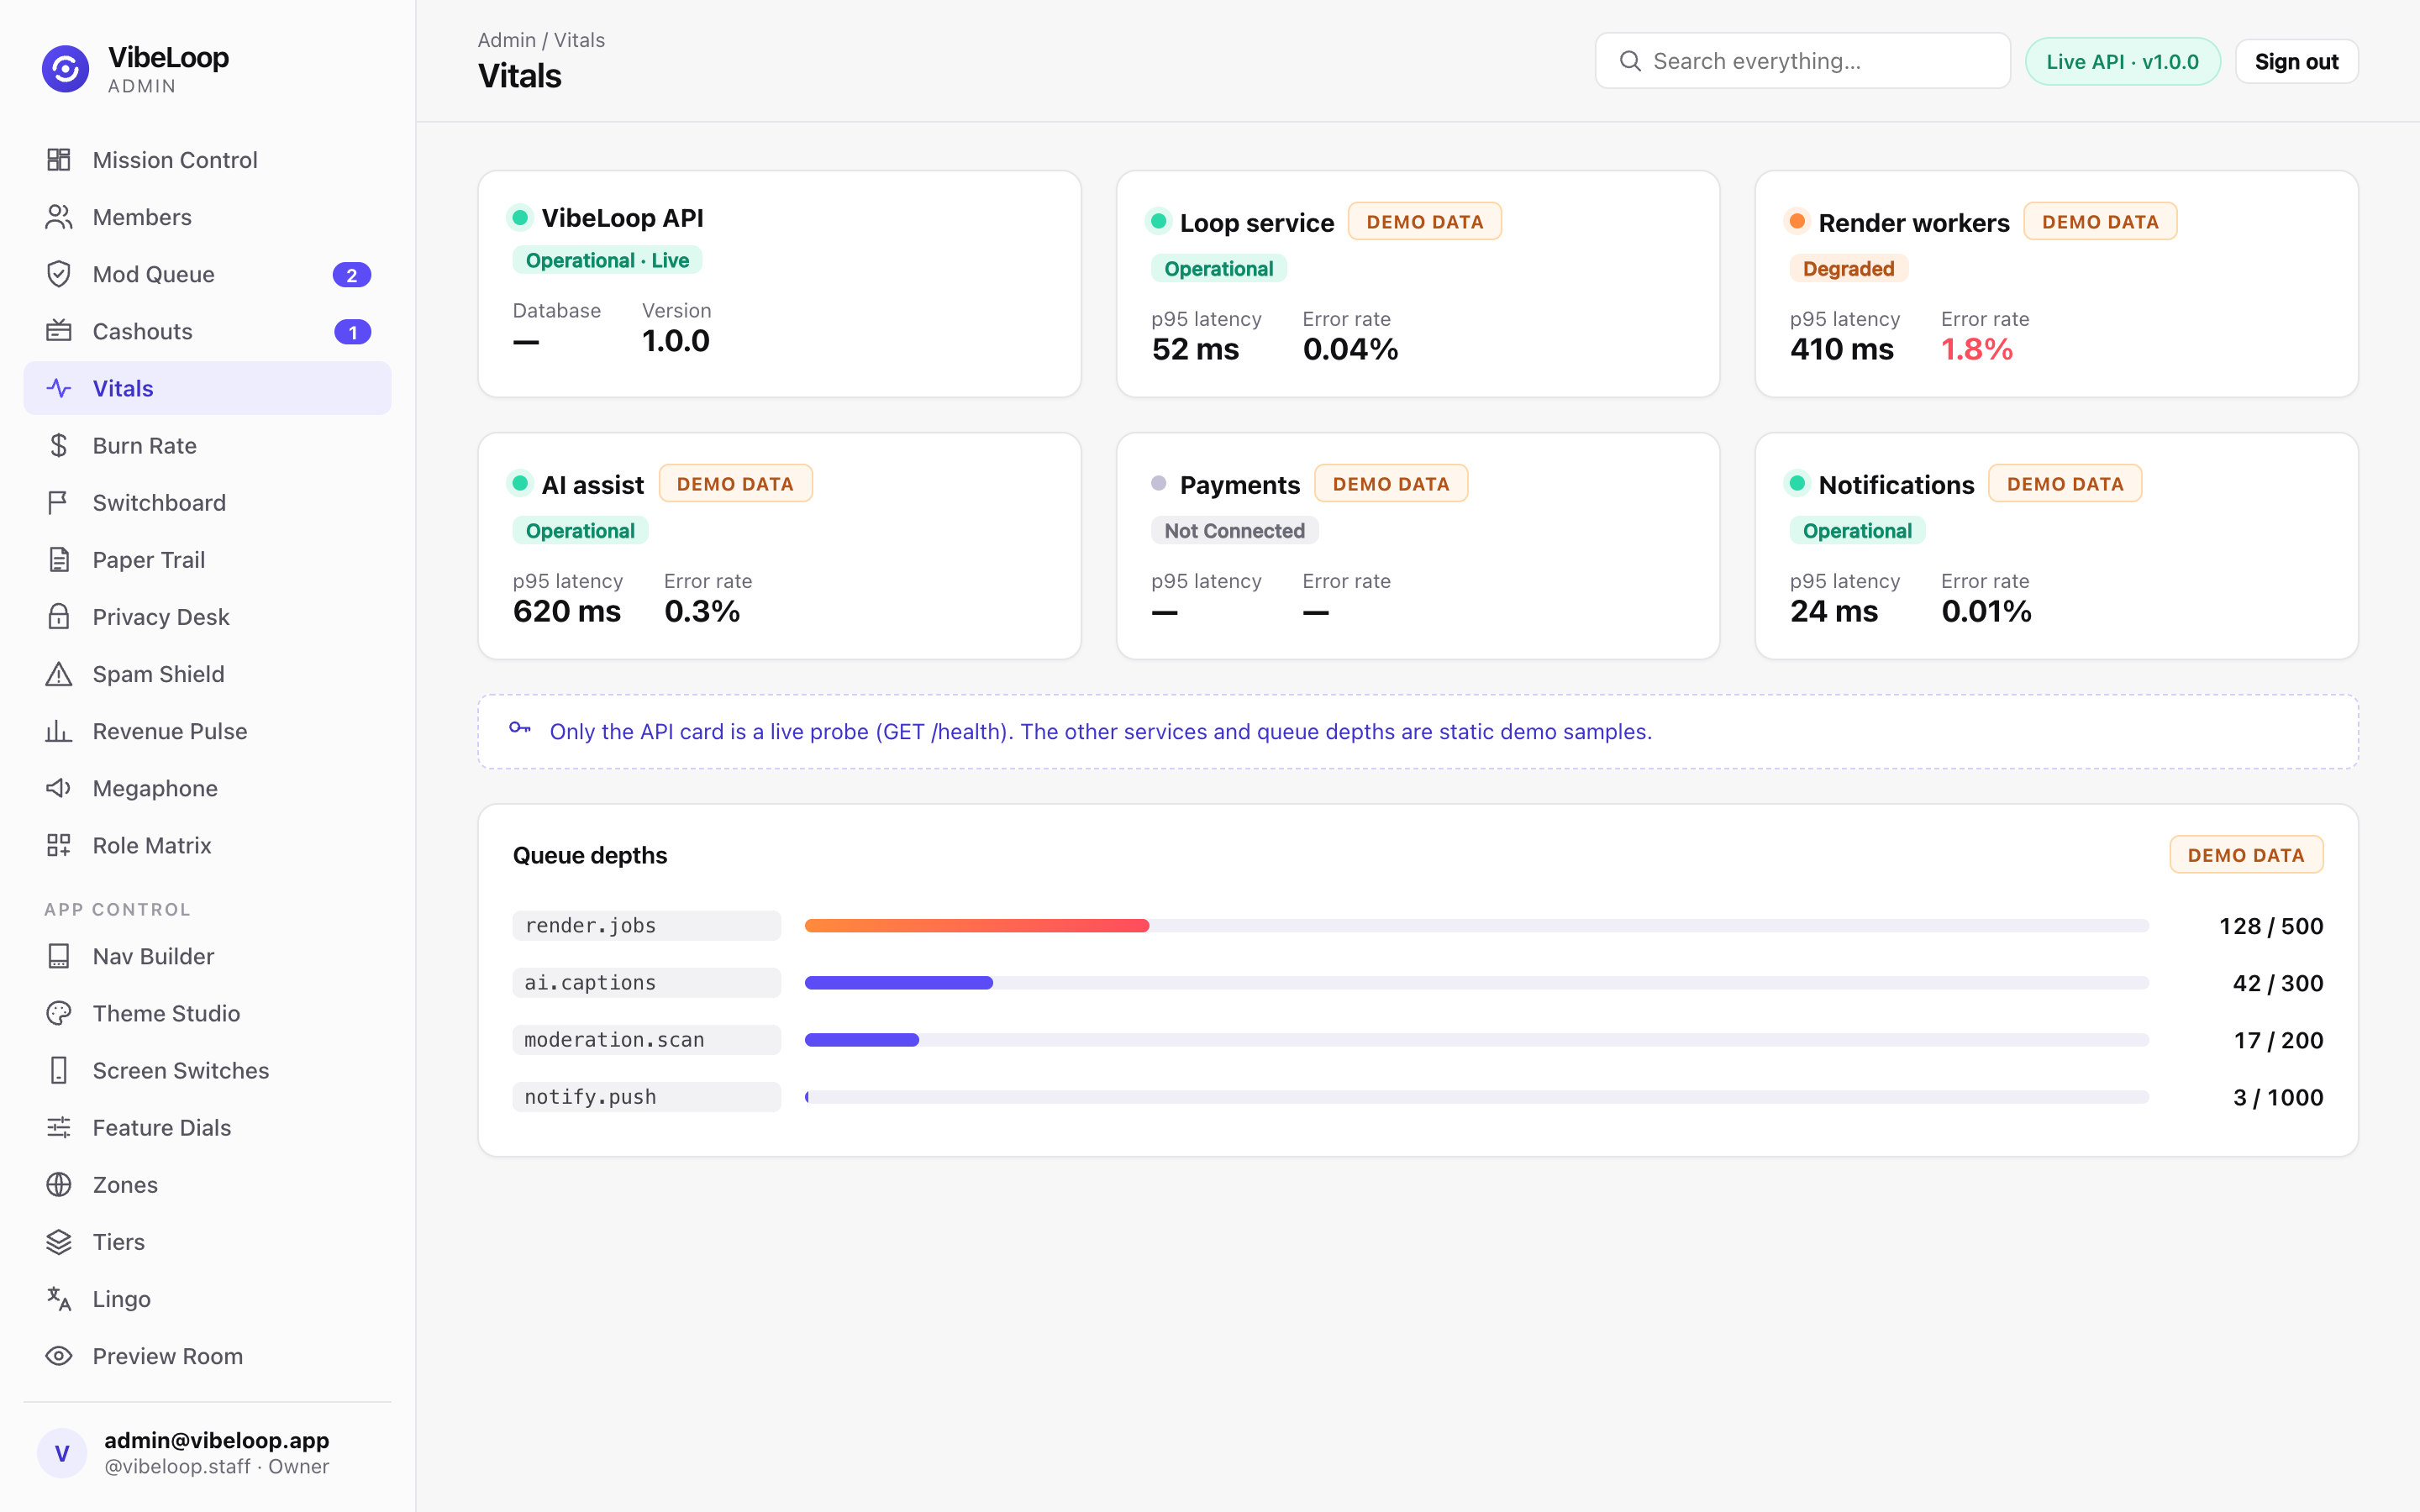 VibeLoop
ADMIN
Mission Control
Members
Mod Queue 2
Cashouts 1
Vitals
Burn Rate
Switchboard
Paper Trail
Privacy Desk
Spam Shield
Revenue Pulse
Megaphone
Role Matrix
APP CONTROL
Nav Builder
Theme Studio
Screen Switches
Feature Dials
Zones
Tiers
Lingo
Preview Room
V
admin@vibeloop.app
@vibeloop.staff · Owner
Admin / Vitals
Vitals
Search everything...
Live API · v1.0.0
Sign out
VibeLoop API
Operational · Live
Database Version
— 1.0.0
Loop service DEMO DATA
Operational
p95 latency Error rate
52 ms 0.04%
Render workers DEMO DATA
Degraded
p95 latency Error rate
410 ms 1.8%
AI assist DEMO DATA
Operational
p95 latency Error rate
620 ms 0.3%
Payments DEMO DATA
Not Connected
p95 latency Error rate
— —
Notifications DEMO DATA
Operational
p95 latency Error rate
24 ms 0.01%
Only the API card is a live probe (GET /health). The other services and queue depths are static demo samples.
Queue depths DEMO DATA
render.jobs 128 / 500
ai.captions 42 / 300
moderation.scan 17 / 200
notify.push 3 / 1000